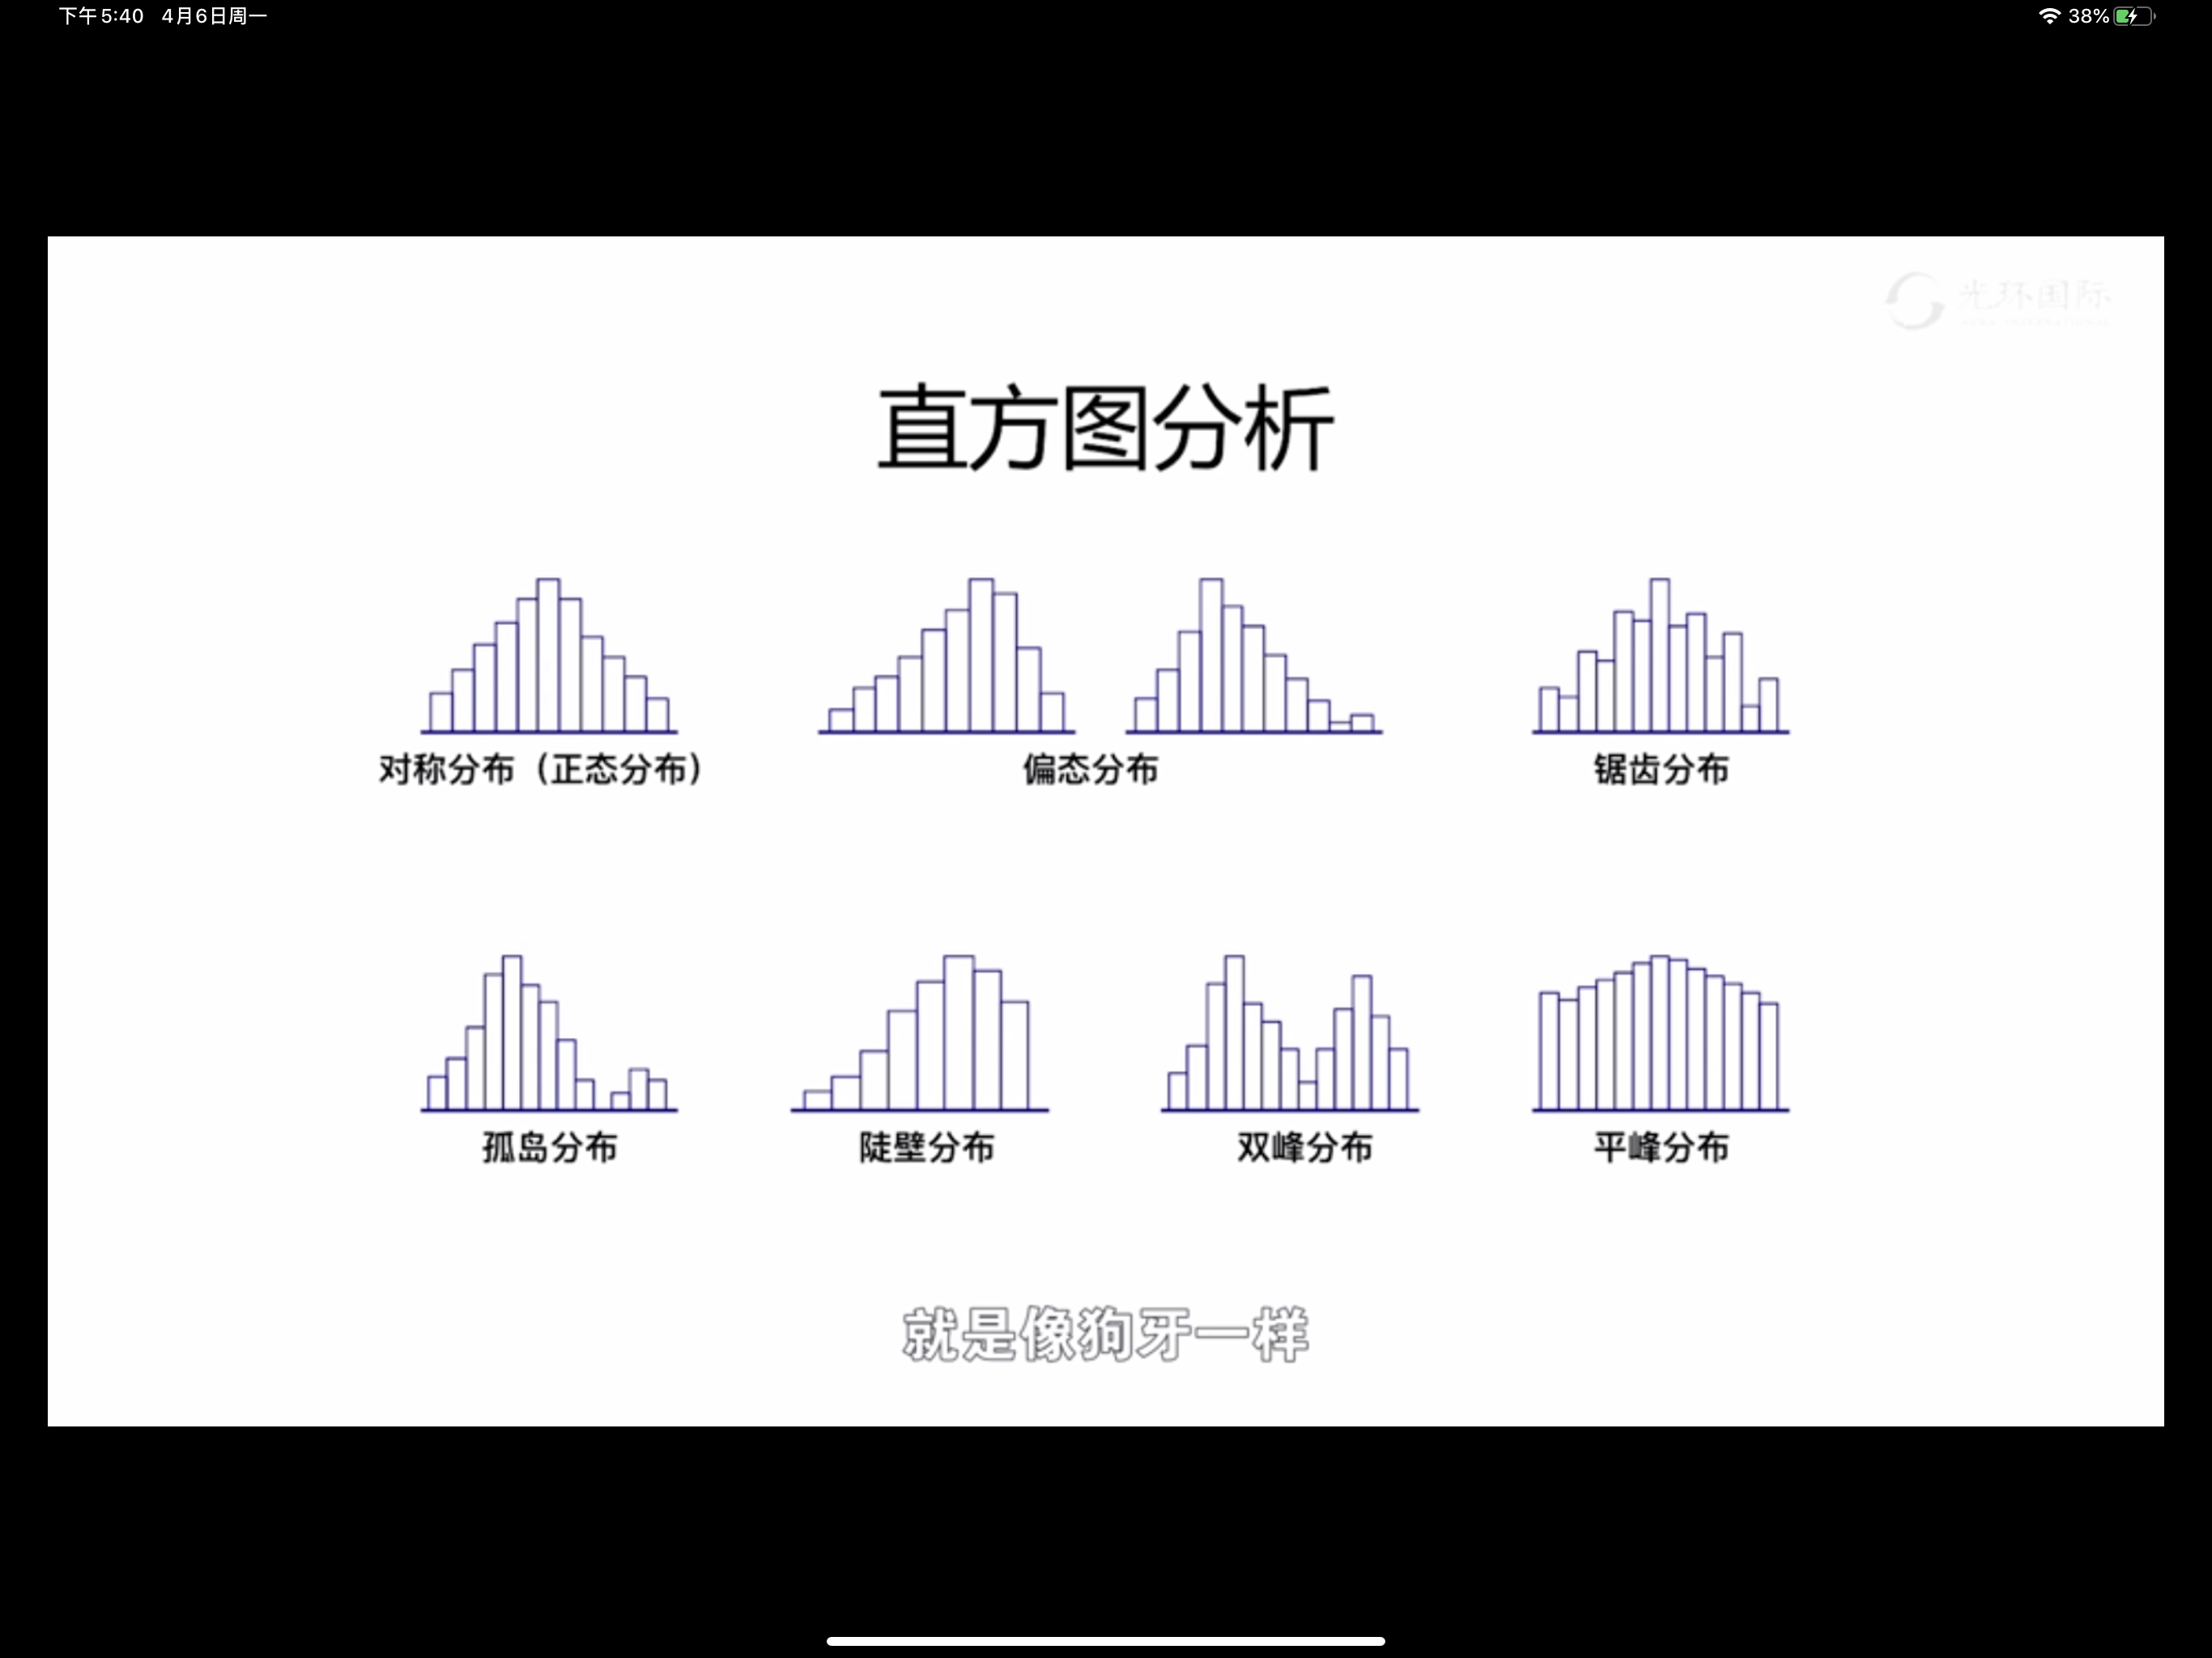 下午5:40 4月6日周一
38%
光环国际
直方图分析
对称分布（正态分布）
偏态分布
锯齿分布
孤岛分布
陡壁分布
双峰分布
平峰分布
就是像狗牙一样